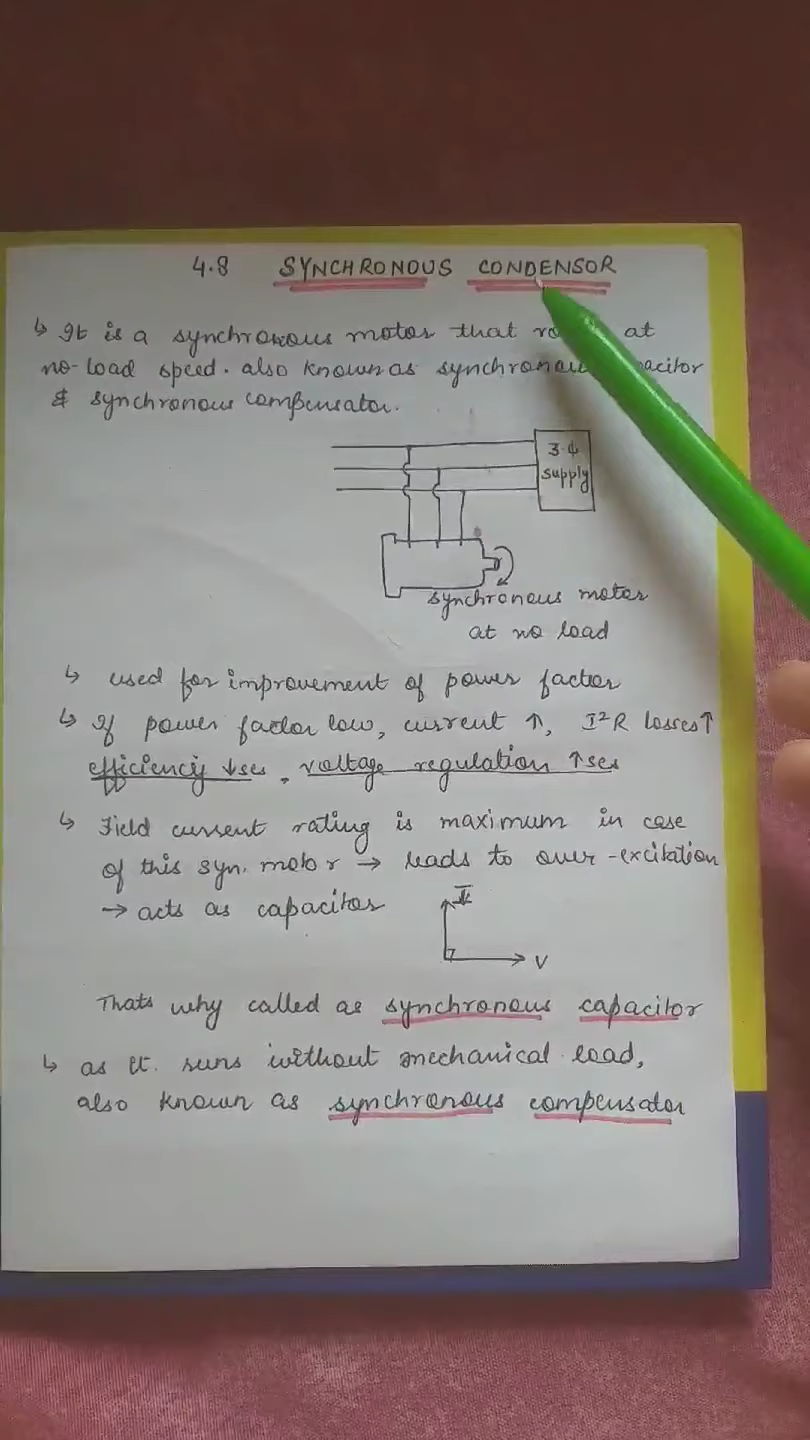 4.8 SYNCHRONOUS CONDENSOR
↳ It is a synchronous motor that at
no-load speed. also known as synchronous
& synchronous compensator.
3-ϕ
supply
synchronous motor
at no load
↳ used for improvement of power factor
↳ If power factor low, current ↑, I²R losses↑
efficiency ↓ses, voltage regulation ↑ses
↳ Field current rating is maximum in case
of this syn. motor → leads to over-excitation
→ acts as capacitor
I
V
Thats why called as synchronous capacitor
↳ as it. runs without mechanical load,
also known as synchronous compensator